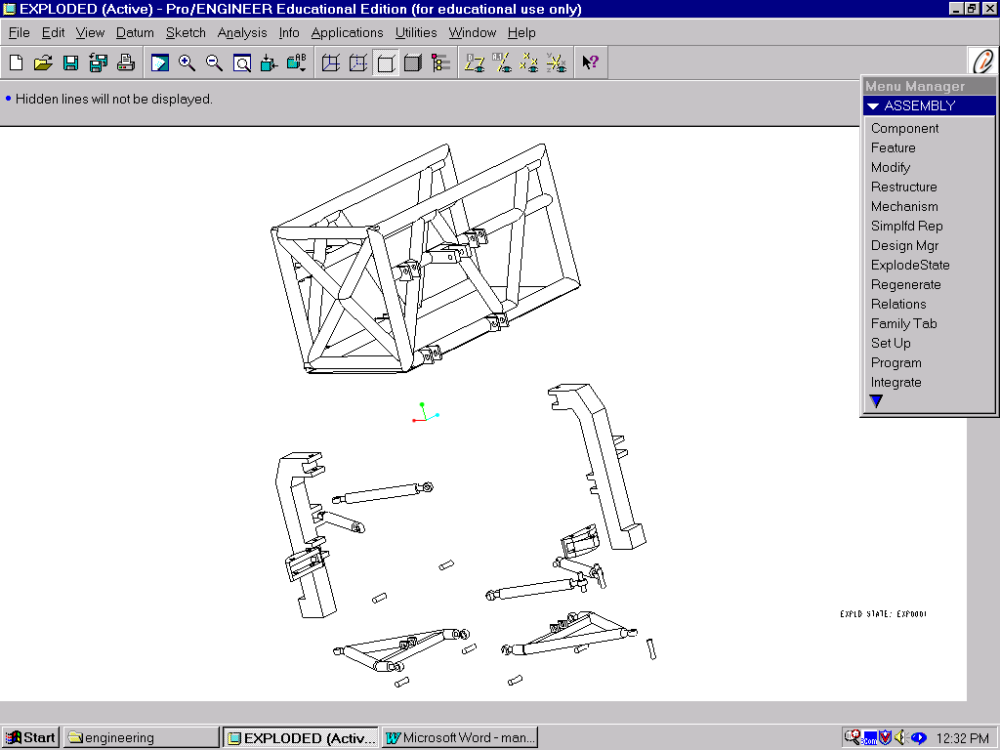 EXPLODED (Active) - Pro/ENGINEER Educational Edition (for educational use only)
File Edit View Datum Sketch Analysis Info Applications Utilities Window Help
Hidden lines will not be displayed.
Menu Manager
ASSEMBLY
Component
Feature
Modify
Restructure
Mechanism
Simplfd Rep
Design Mgr
ExplodeState
Regenerate
Relations
Family Tab
Set Up
Program
Integrate
EXPLD STATE: EXP0001
Start engineering EXPLODED (Activ... Microsoft Word - man... 12:32 PM